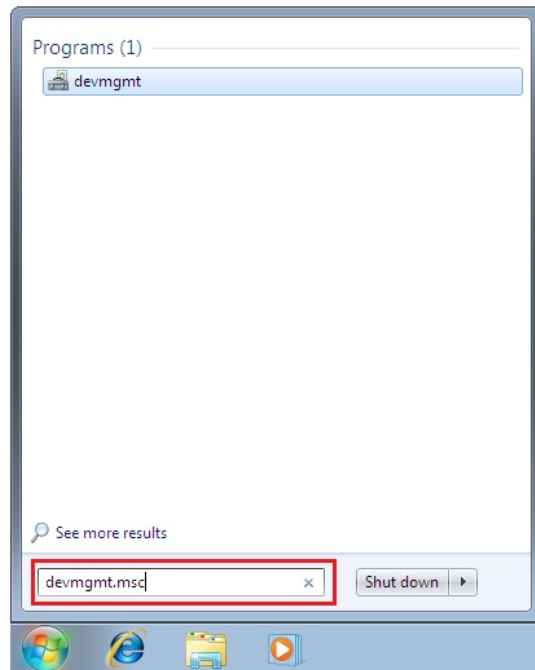 Programs (1)
devmgmt
See more results
devmgmt.msc
Shut down